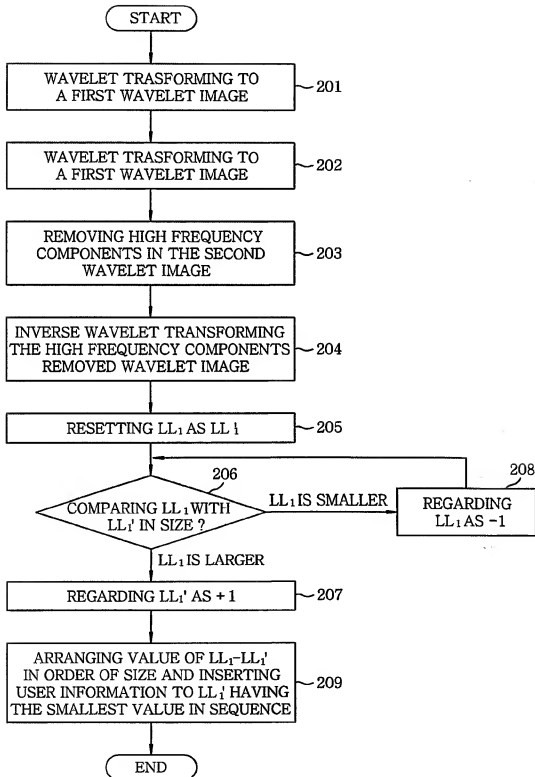 START
WAVELET TRASFORMING TO
A FIRST WAVELET IMAGE
201
WAVELET TRASFORMING TO
A FIRST WAVELET IMAGE
202
REMOVING HIGH FREQUENCY
COMPONENTS IN THE SECOND
WAVELET IMAGE
203
INVERSE WAVELET TRANSFORMING
THE HIGH FREQUENCY COMPONENTS
REMOVED WAVELET IMAGE
204
RESETTING LL₁ AS LL₁'
205
206
COMPARING LL₁ WITH
LL₁' IN SIZE ?
LL₁ IS SMALLER
208
REGARDING
LL₁ AS -1
LL₁ IS LARGER
REGARDING LL₁' AS +1
207
ARRANGING VALUE OF LL₁-LL₁'
IN ORDER OF SIZE AND INSERTING
USER INFORMATION TO LL₁' HAVING
THE SMALLEST VALUE IN SEQUENCE
209
END